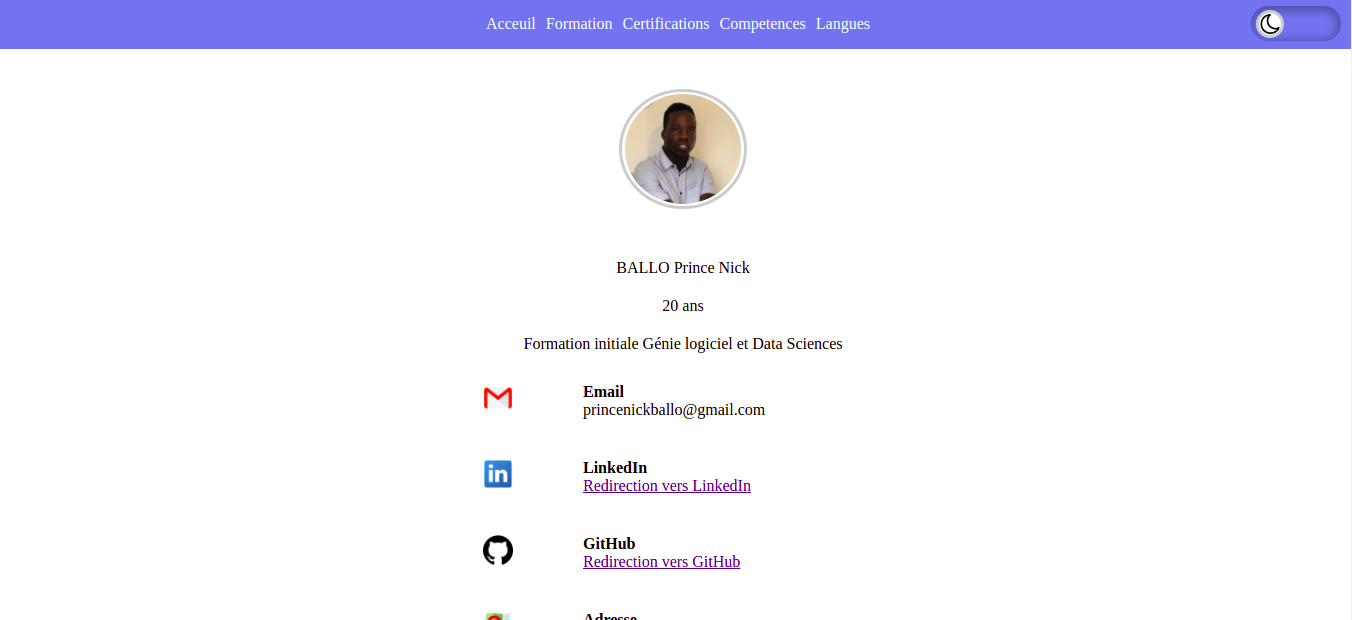 Acceuil Formation Certifications Competences Langues
BALLO Prince Nick
20 ans
Formation initiale Génie logiciel et Data Sciences
Email
princenickballo@gmail.com
in
LinkedIn
Redirection vers LinkedIn
GitHub
Redirection vers GitHub
Adresse